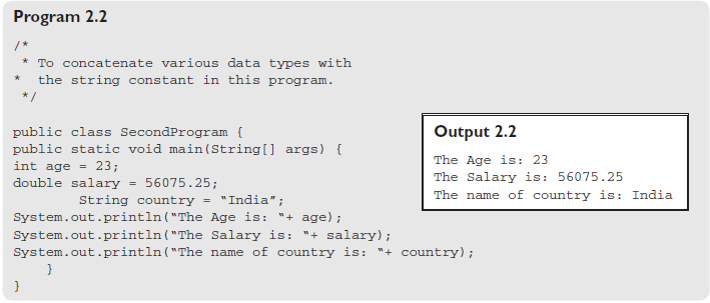 Program 2.2
/*
 * To concatenate various data types with
*  the string constant in this program.
 */
public class SecondProgram {
public static void main(String[] args) {
int age = 23;
double salary = 56075.25;
        String country = “India”;
System.out.println(“The Age is: “+ age);
System.out.println(“The Salary is: “+ salary);
System.out.println(“The name of country is: “+ country);
    }
}
Output 2.2
The Age is: 23
The Salary is: 56075.25
The name of country is: India